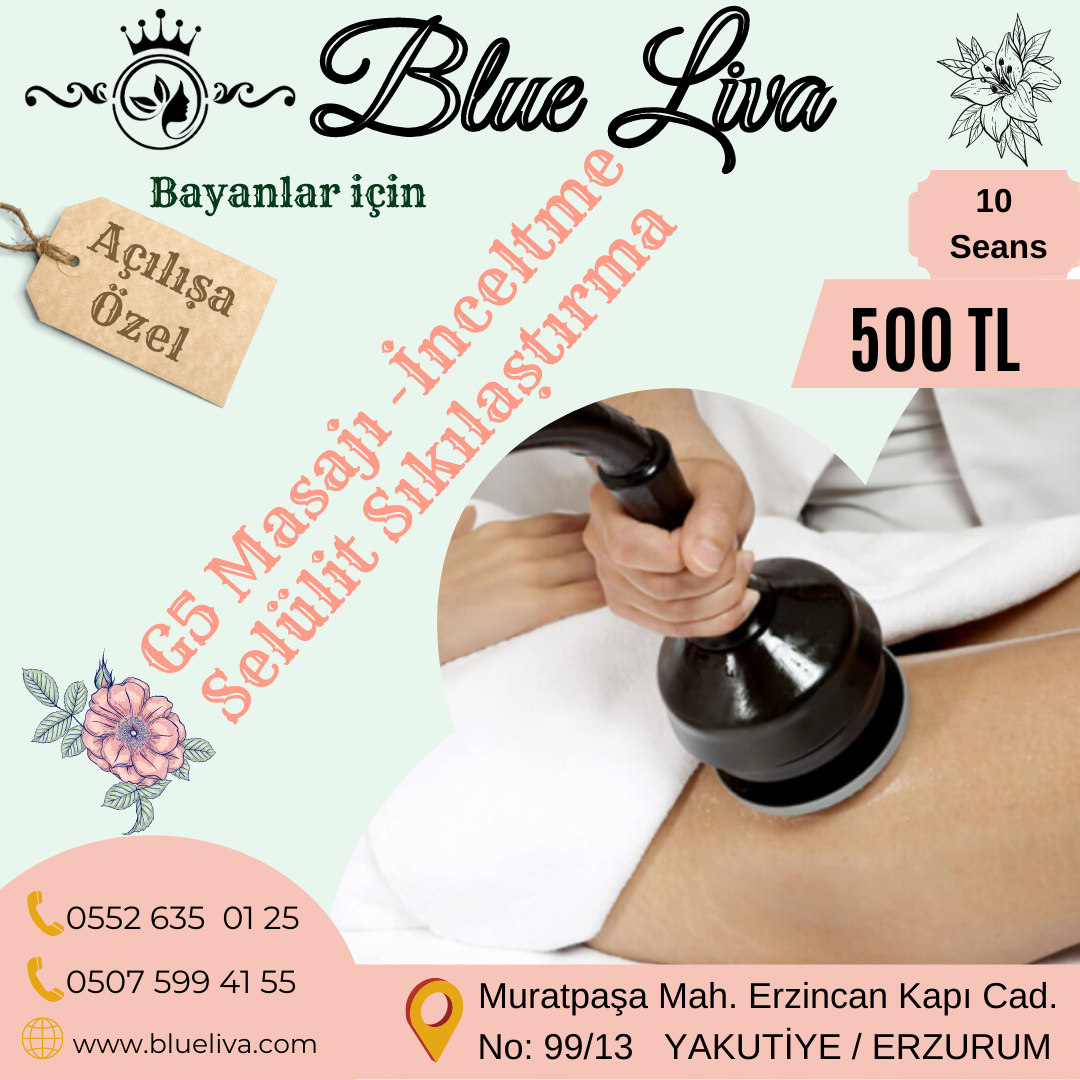 Blue Liva
Bayanlar için
Açılışa
Özel
10
Seans
500 TL
G5 Masajı -İnceltme
Selülit Sıkılaştırma
0552 635 01 25
0507 599 41 55
www.blueliva.com
Muratpaşa Mah. Erzincan Kapı Cad.
No: 99/13 YAKUTİYE / ERZURUM